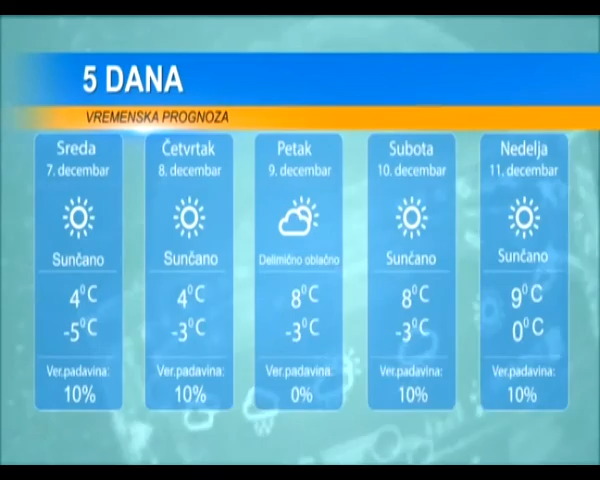 5 DANA
VREMENSKA PROGNOZA
Sreda
7. decembar
Sunčano
4°C
-5°C
Ver.padavina:
10%
Četvrtak
8. decembar
Sunčano
4°C
-3°C
Ver.padavina:
10%
Petak
9. decembar
Delimično oblačno
8°C
-3°C
Ver.padavina:
0%
Subota
10. decembar
Sunčano
8°C
-3°C
Ver.padavina:
10%
Nedelja
11. decembar
Sunčano
9°C
0°C
Ver.padavina:
10%